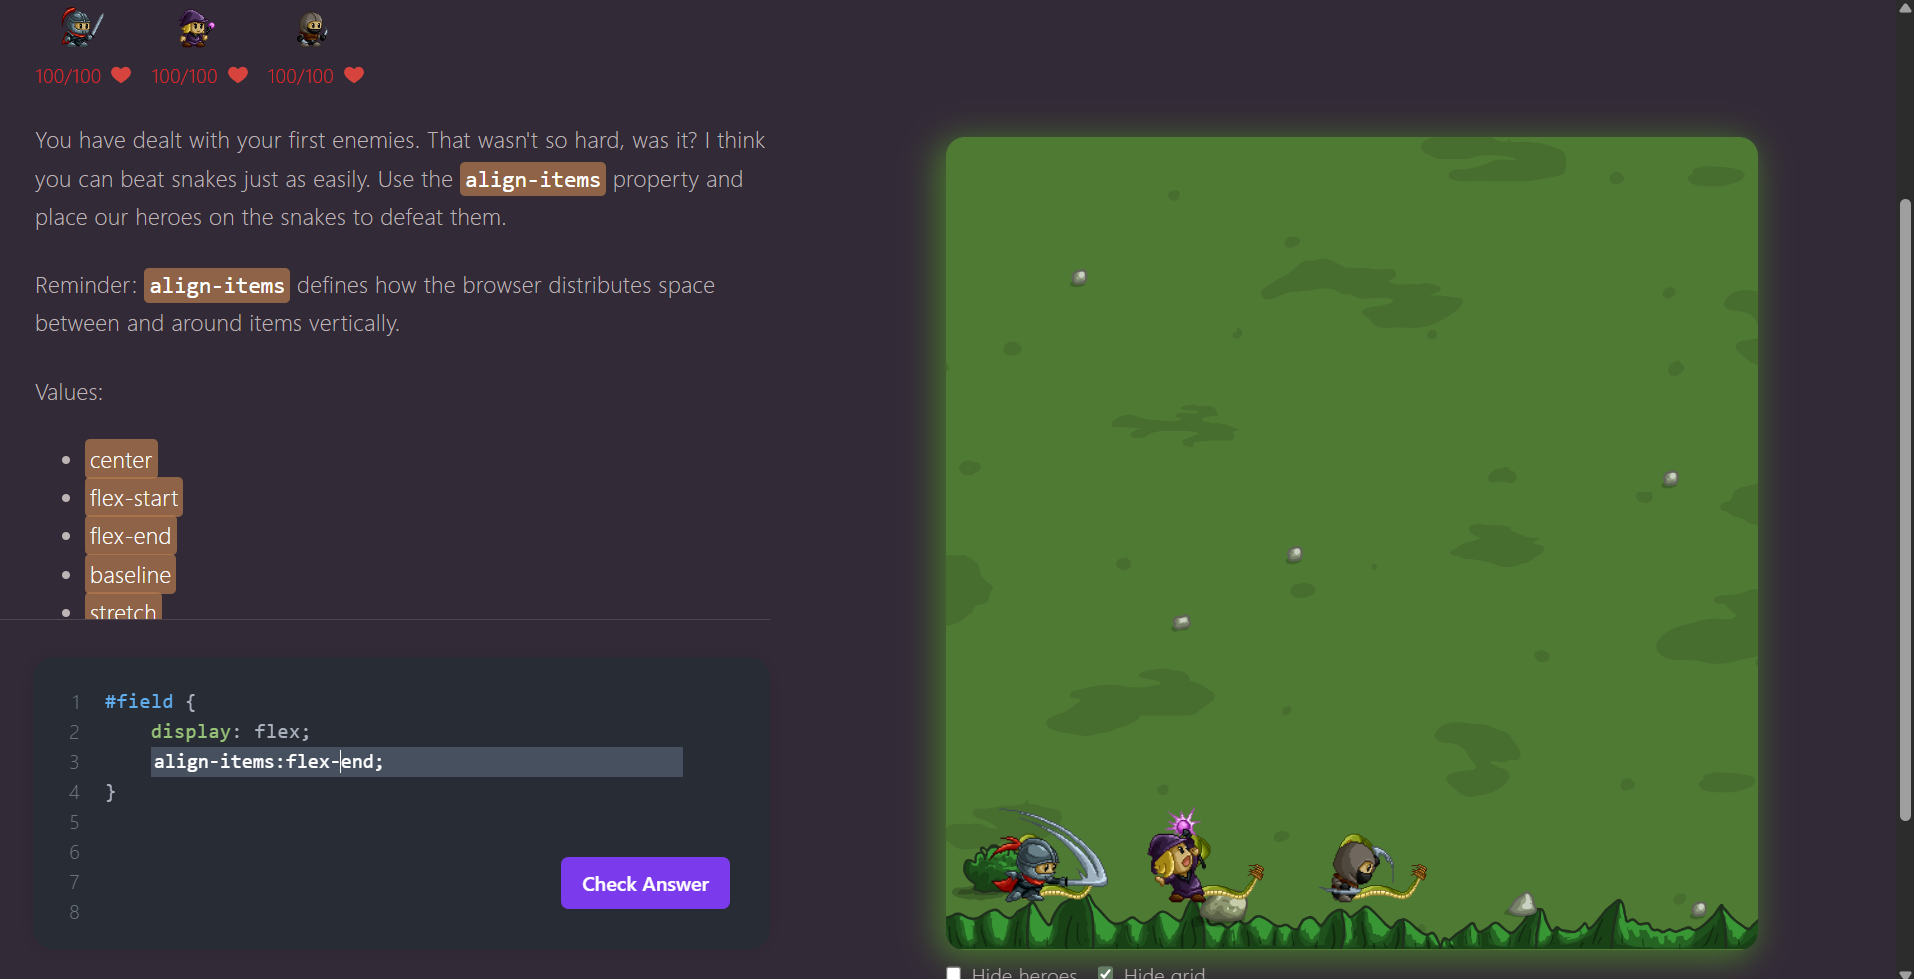 100/100 100/100 100/100
You have dealt with your first enemies. That wasn't so hard, was it? I think
you can beat snakes just as easily. Use the align-items property and
place our heroes on the snakes to defeat them.
Reminder: align-items defines how the browser distributes space
between and around items vertically.
Values:
center
flex-start
flex-end
baseline
stretch
1 #field {
2 display: flex;
3 align-items:flex-end;
4 }
5
6
7
8
Check Answer
Hide heroes Hide grid